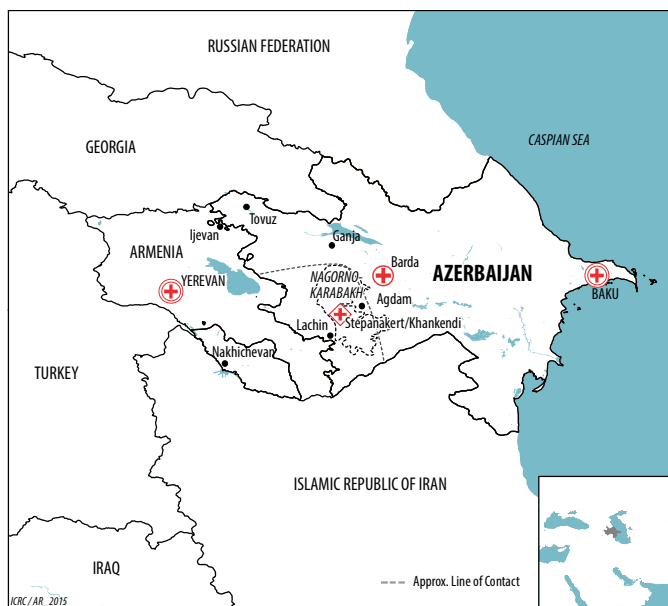 RUSSIAN FEDERATION
CASPIAN SEA
GEORGIA
Tovuz
Ijevan
Ganja
ARMENIA
Barda
AZERBAIJAN
YEREVAN
NAGORNO-
KARABAKH
BAKU
Agdam
Stepanakert/Khankendi
Lachin
Nakhichevan
TURKEY
ISLAMIC REPUBLIC OF IRAN
IRAQ
Approx. Line of Contact
ICRC / AR_2015